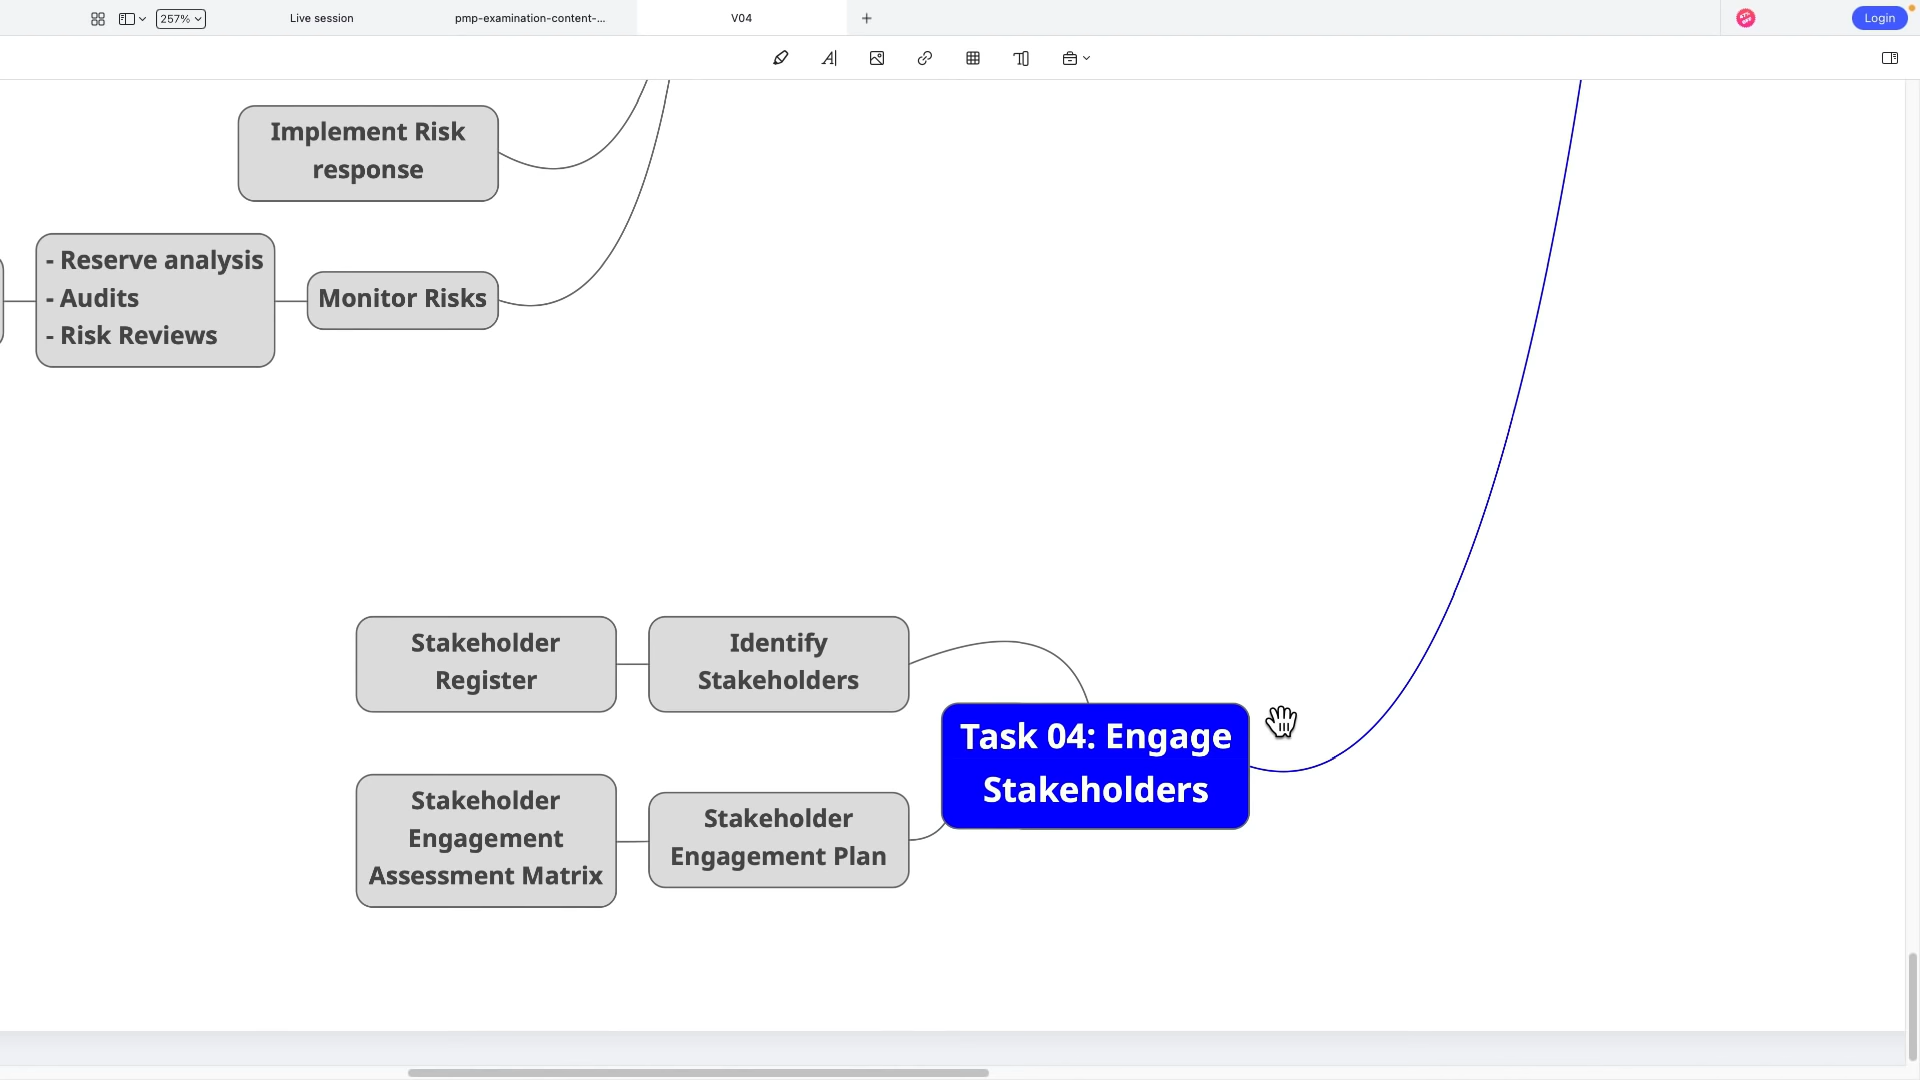 257%
Live session
pmp-examination-content-...
V04
Login
Implement Risk
response
- Reserve analysis
- Audits
- Risk Reviews
Monitor Risks
Stakeholder
Register
Identify
Stakeholders
Task 04: Engage
Stakeholders
Stakeholder
Engagement
Assessment Matrix
Stakeholder
Engagement Plan